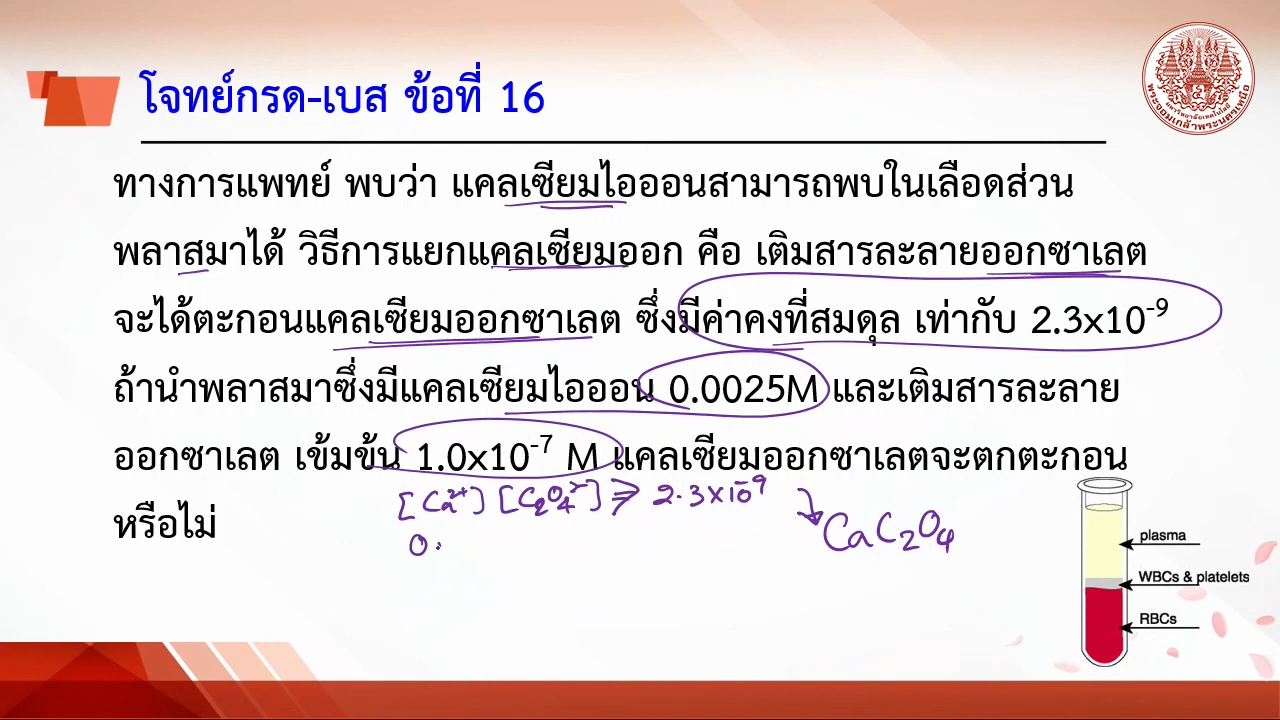 โจทย์กรด-เบส ข้อที่ 16
ทางการแพทย์ พบว่า แคลเซียมไอออนสามารถพบในเลือดส่วน
พลาสมาได้ วิธีการแยกแคลเซียมออก คือ เติมสารละลายออกซาเลต
จะได้ตะกอนแคลเซียมออกซาเลต ซึ่งมีค่าคงที่สมดุล เท่ากับ 2.3x10⁻⁹
ถ้านำพลาสมาซึ่งมีแคลเซียมไอออน 0.0025M และเติมสารละลาย
ออกซาเลต เข้มข้น 1.0x10⁻⁷ M แคลเซียมออกซาเลตจะตกตะกอน
หรือไม่
[Ca²⁺] [C₂O₄²⁻] ⩾ 2.3×10⁻⁹
CaC₂O₄
0.
plasma
WBCs & platelets
RBCs